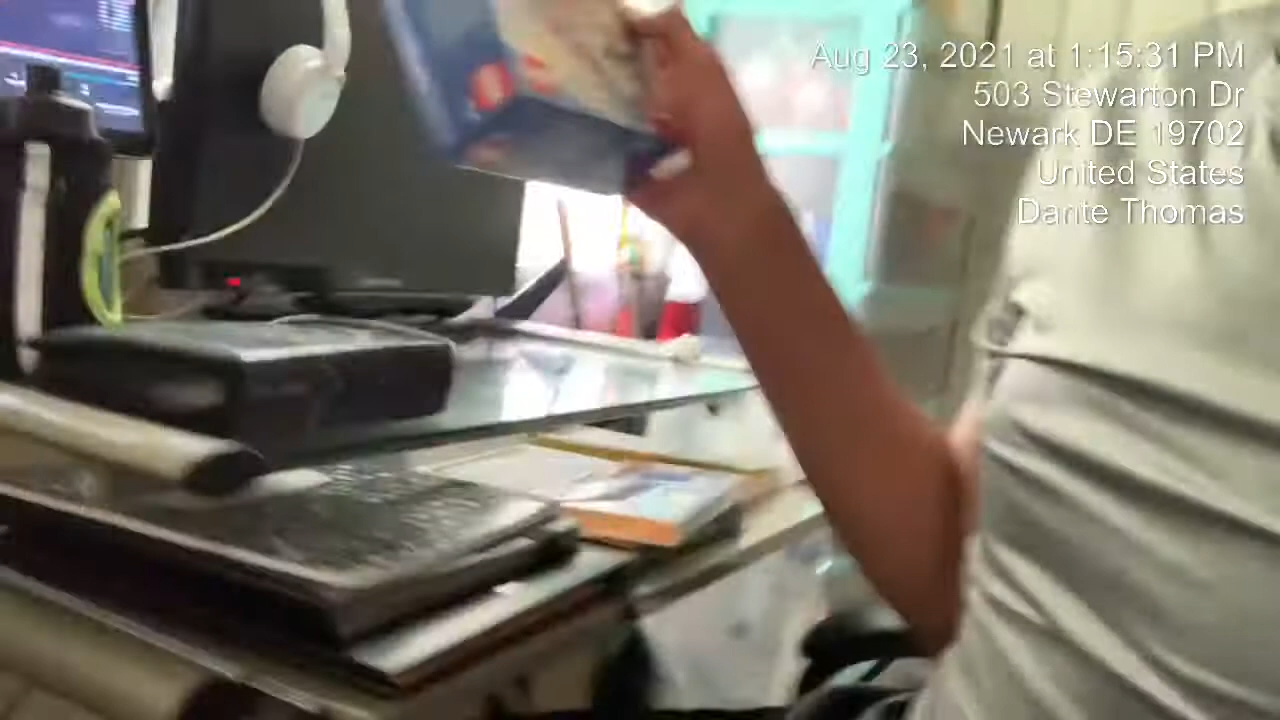 Aug 23, 2021 at 1:15:31 PM
503 Stewarton Dr
Newark DE 19702
United States
Dante Thomas